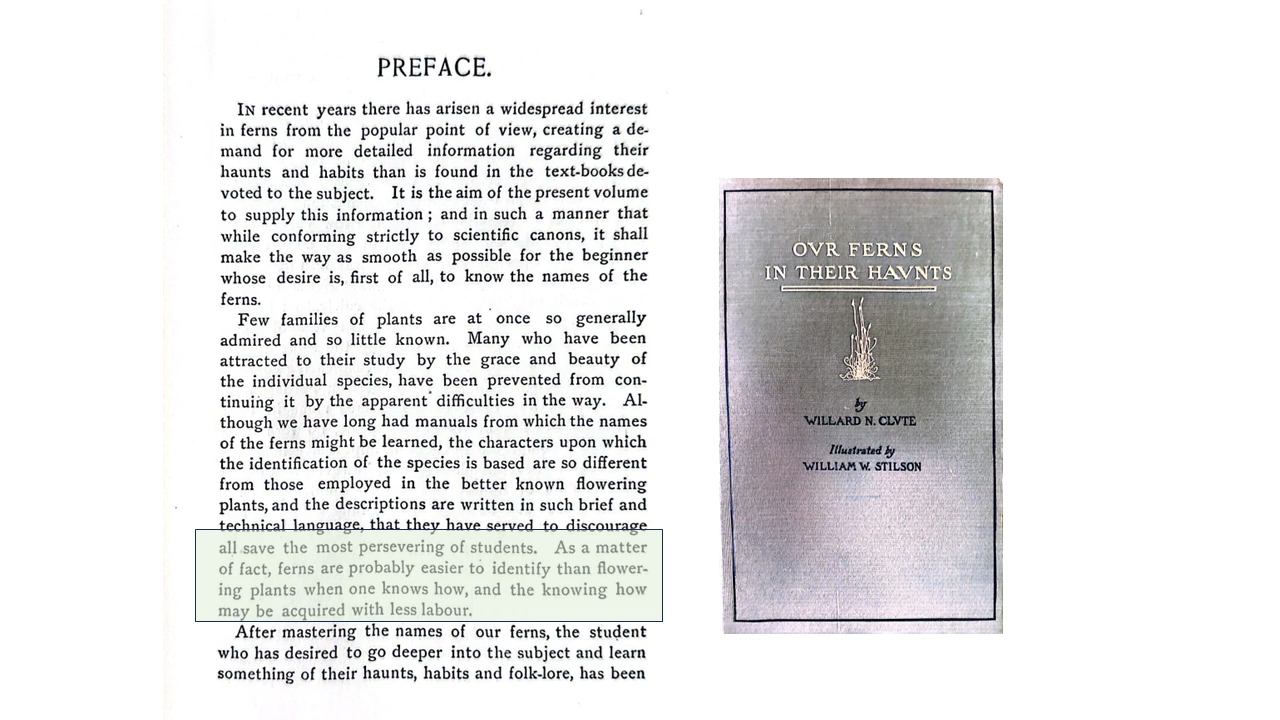 PREFACE.
IN recent years there has arisen a widespread interest
in ferns from the popular point of view, creating a de-
mand for more detailed information regarding their
haunts and habits than is found in the text-books de-
voted to the subject. It is the aim of the present volume
to supply this information; and in such a manner that
while conforming strictly to scientific canons, it shall
make the way as smooth as possible for the beginner
whose desire is, first of all, to know the names of the
ferns.
Few families of plants are at once so generally
admired and so little known. Many who have been
attracted to their study by the grace and beauty of
the individual species, have been prevented from con-
tinuing it by the apparent difficulties in the way. Al-
though we have long had manuals from which the names
of the ferns might be learned, the characters upon which
the identification of the species is based are so different
from those employed in the better known flowering
plants, and the descriptions are written in such brief and
technical language, that they have served to discourage
all save the most persevering of students. As a matter
of fact, ferns are probably easier to identify than flower-
ing plants when one knows how, and the knowing how
may be acquired with less labour.
After mastering the names of our ferns, the student
who has desired to go deeper into the subject and learn
something of their haunts, habits and folk-lore, has been
OVR FERNS
IN THEIR HAVNTS
by
WILLARD N. CLVTE
Illustrated by
WILLIAM W. STILSON